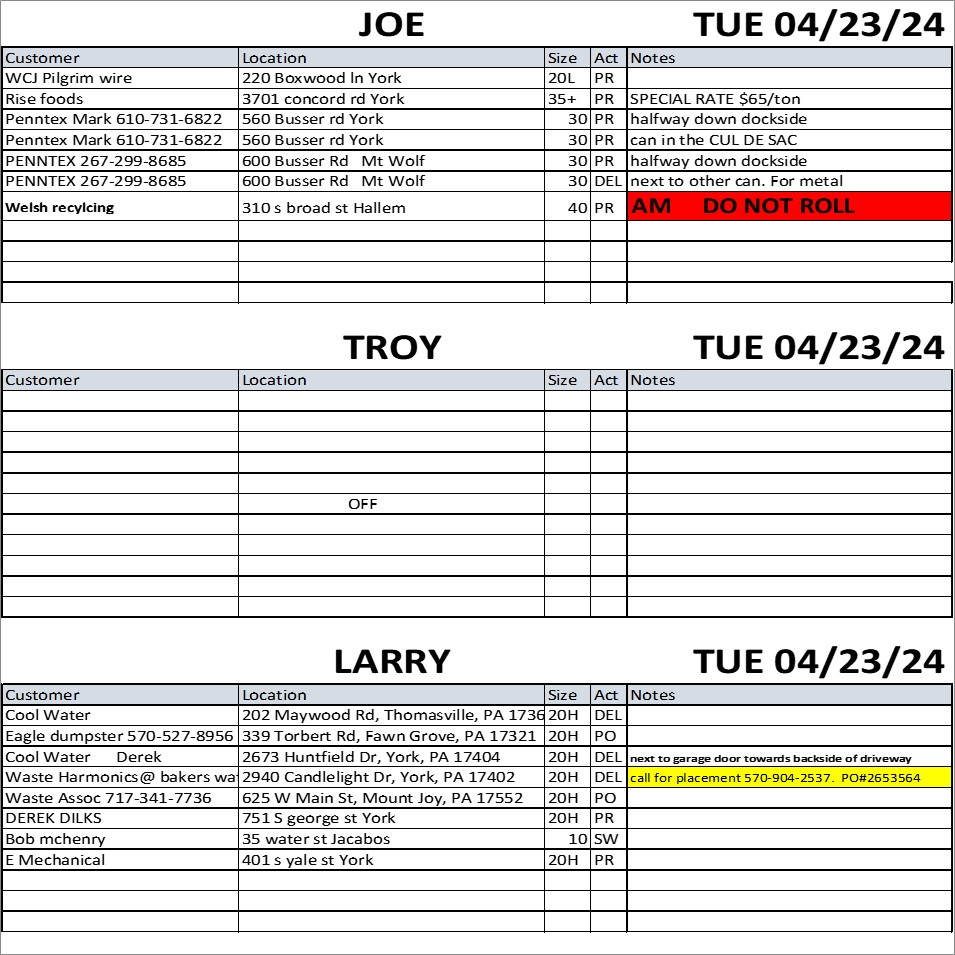 JOE TUE 04/23/24
Customer Location Size Act Notes
WCJ Pilgrim wire 220 Boxwood ln York 20L PR
Rise foods 3701 concord rd York 35+ PR SPECIAL RATE $65/ton
Penntex Mark 610-731-6822 560 Busser rd York 30 PR halfway down dockside
Penntex Mark 610-731-6822 560 Busser rd York 30 PR can in the CUL DE SAC
PENNTEX 267-299-8685 600 Busser Rd Mt Wolf 30 PR halfway down dockside
PENNTEX 267-299-8685 600 Busser Rd Mt Wolf 30 DEL next to other can. For metal
Welsh recylcing 310 s broad st Hallem 40 PR AM DO NOT ROLL
TROY TUE 04/23/24
Customer Location Size Act Notes
OFF
LARRY TUE 04/23/24
Customer Location Size Act Notes
Cool Water 202 Maywood Rd, Thomasville, PA 1736 20H DEL
Eagle dumpster 570-527-8956 339 Torbert Rd, Fawn Grove, PA 17321 20H PO
Cool Water Derek 2673 Huntfield Dr, York, PA 17404 20H DEL next to garage door towards backside of driveway
Waste Harmonics@ bakers wat 2940 Candlelight Dr, York, PA 17402 20H DEL call for placement 570-904-2537. PO#2653564
Waste Assoc 717-341-7736 625 W Main St, Mount Joy, PA 17552 20H PO
DEREK DILKS 751 S george st York 20H PR
Bob mchenry 35 water st Jacabos 10 SW
E Mechanical 401 s yale st York 20H PR